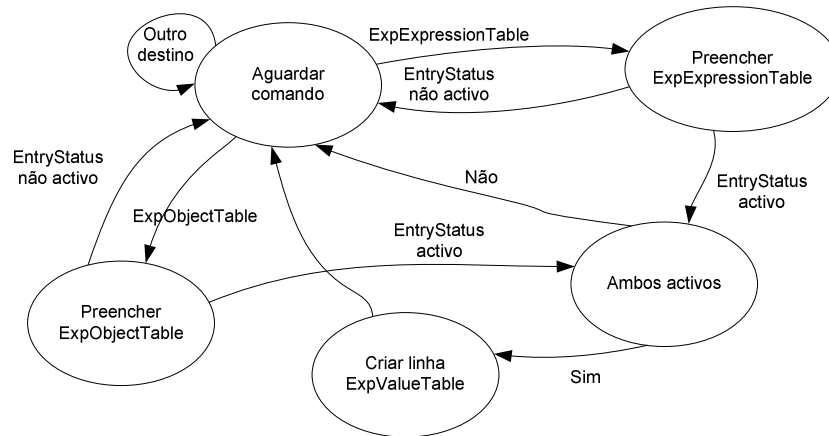 Outro
destino
Aguardar
comando
ExpExpressionTable
EntryStatus
não activo
Preencher
ExpExpressionTable
EntryStatus
não activo
ExpObjectTable
Não
EntryStatus
activo
EntryStatus
activo
Preencher
ExpObjectTable
Ambos activos
Criar linha
ExpValueTable
Sim